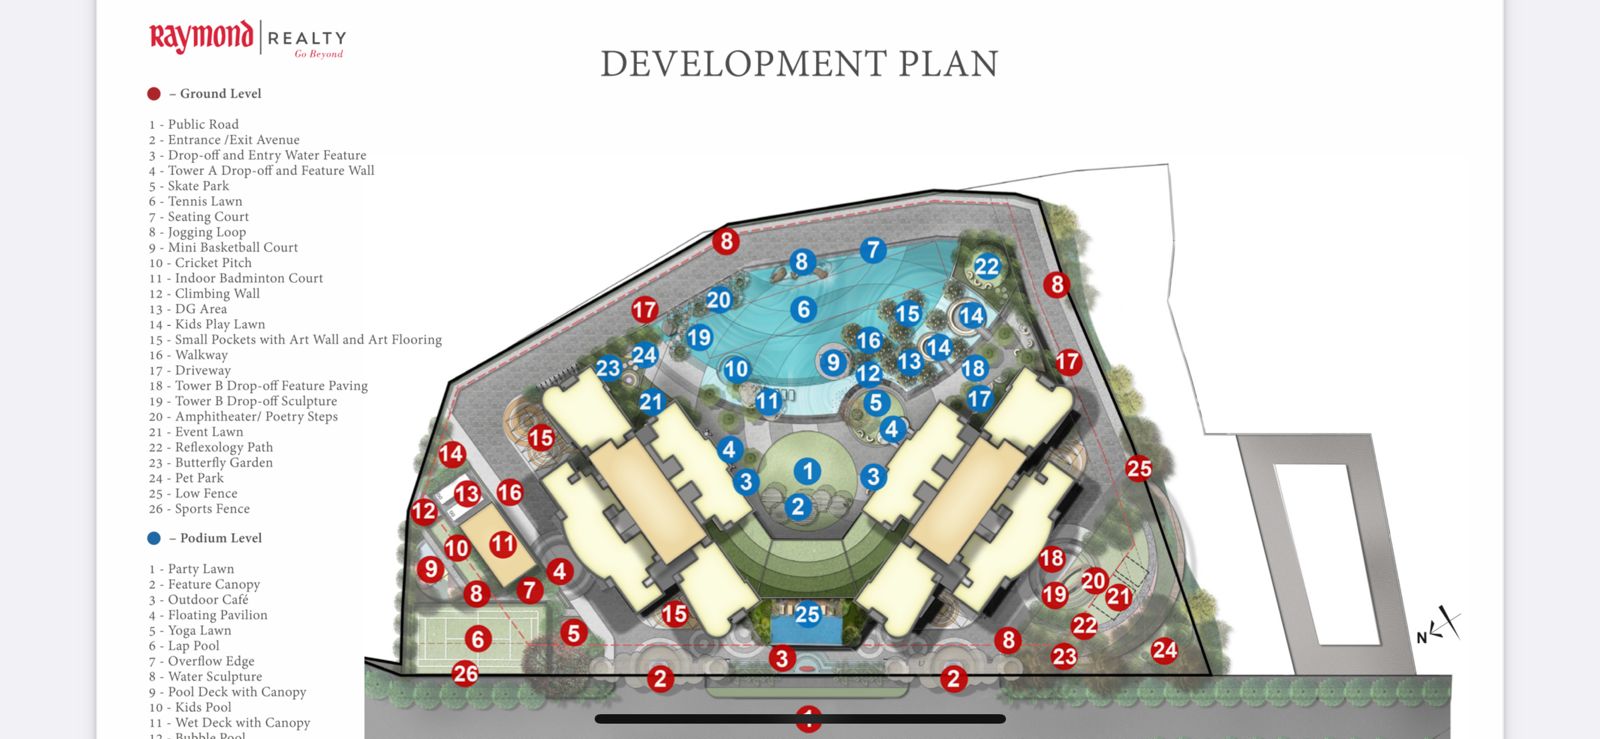 Raymond REALTY
Go Beyond
DEVELOPMENT PLAN
– Ground Level
1 - Public Road
2 - Entrance /Exit Avenue
3 - Drop-off and Entry Water Feature
4 - Tower A Drop-off and Feature Wall
5 - Skate Park
6 - Tennis Lawn
7 - Seating Court
8 - Jogging Loop
9 - Mini Basketball Court
10 - Cricket Pitch
11 - Indoor Badminton Court
12 - Climbing Wall
13 - DG Area
14 - Kids Play Lawn
15 - Small Pockets with Art Wall and Art Flooring
16 - Walkway
17 - Driveway
18 - Tower B Drop-off Feature Paving
19 - Tower B Drop-off Sculpture
20 - Amphitheater/ Poetry Steps
21 - Event Lawn
22 - Reflexology Path
23 - Butterfly Garden
24 - Pet Park
25 - Low Fence
26 - Sports Fence
– Podium Level
1 - Party Lawn
2 - Feature Canopy
3 - Outdoor Café
4 - Floating Pavilion
5 - Yoga Lawn
6 - Lap Pool
7 - Overflow Edge
8 - Water Sculpture
9 - Pool Deck with Canopy
10 - Kids Pool
11 - Wet Deck with Canopy
12 - Bubble Pool
8
7
8
22
8
20
6
17
15
14
19
16
14
24
9
13
17
23
10
12
18
21
11
5
17
4
15
4
14
1
25
3
3
13
16
12
2
11
10
18
9
4
20
8
7
19
21
15
25
5
22
6
8
24
3
23
26
2
2
1
N